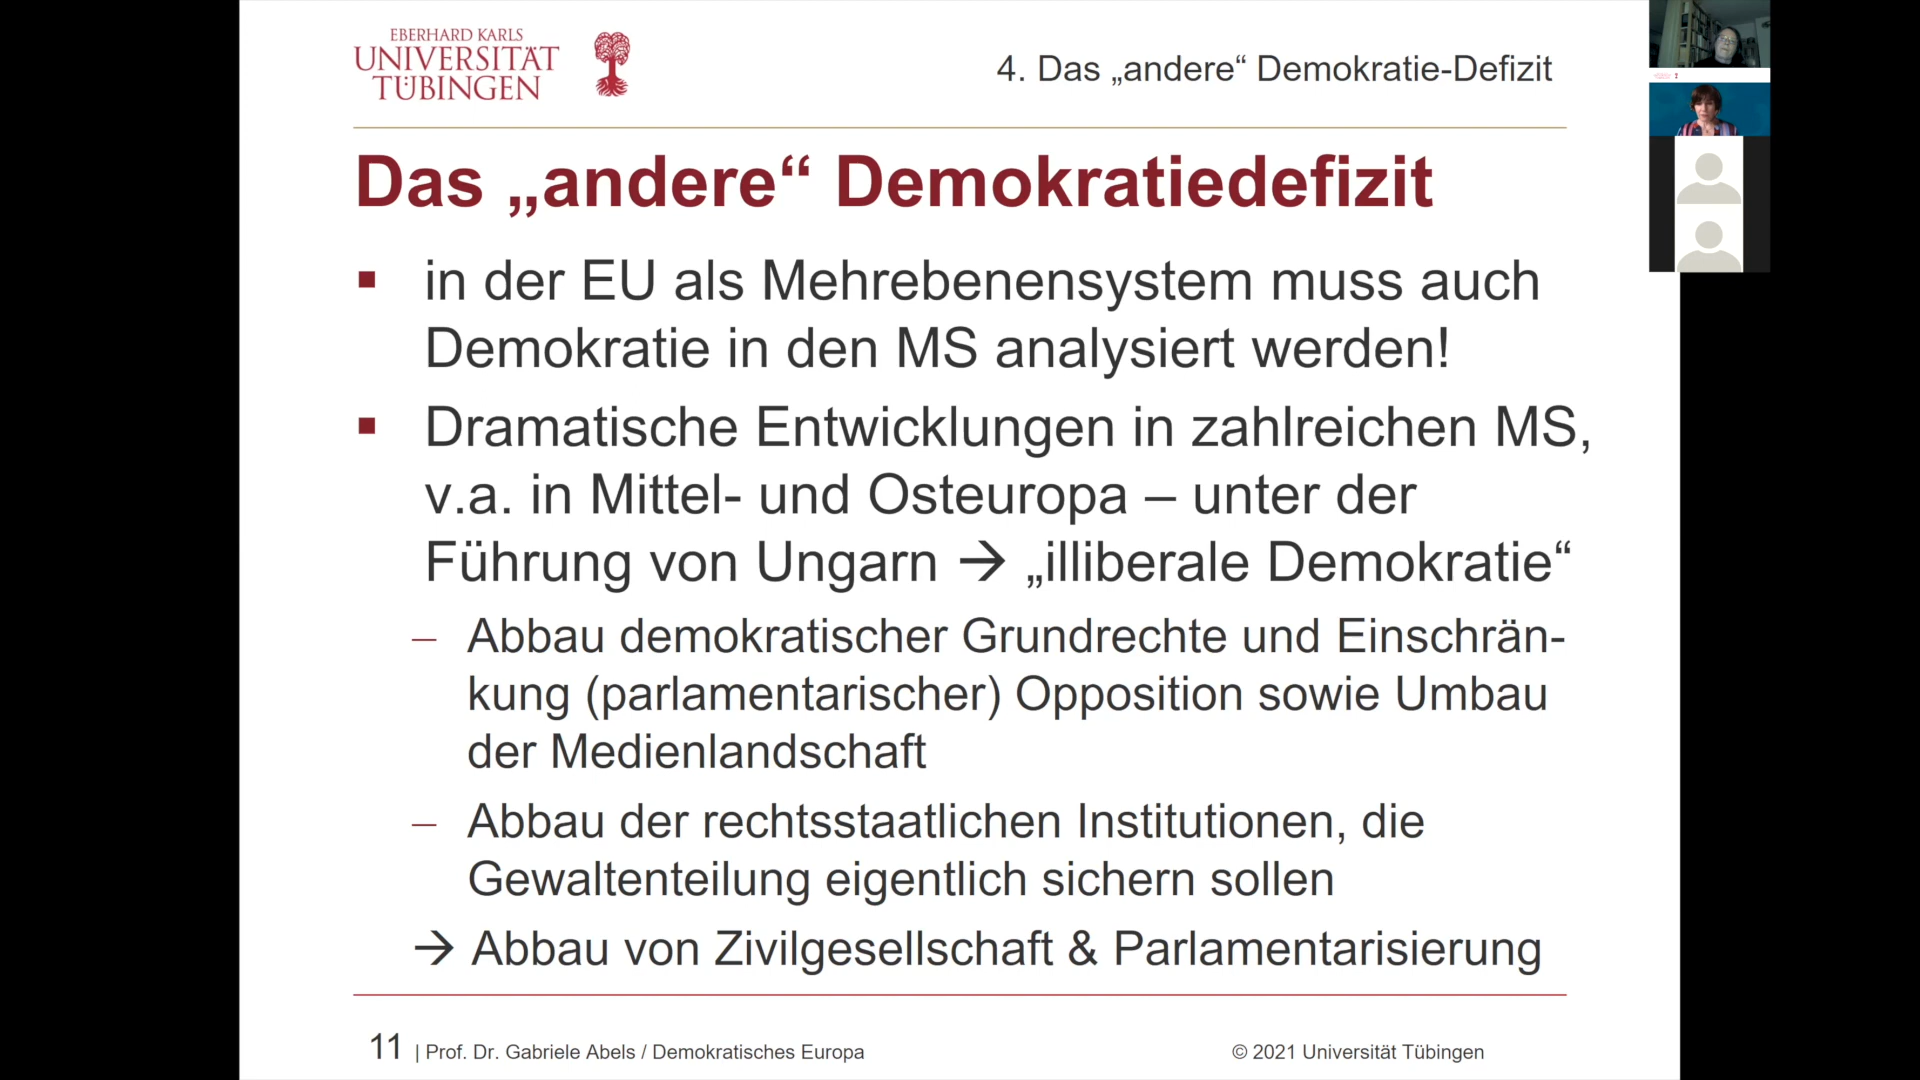 EBERHARD KARLS
UNIVERSITÄT
TÜBINGEN
4. Das „andere“ Demokratie-Defizit
Das „andere“ Demokratiedefizit
in der EU als Mehrebenensystem muss auch
Demokratie in den MS analysiert werden!
Dramatische Entwicklungen in zahlreichen MS,
v.a. in Mittel- und Osteuropa – unter der
Führung von Ungarn → „illiberale Demokratie“
– Abbau demokratischer Grundrechte und Einschrän-
kung (parlamentarischer) Opposition sowie Umbau
der Medienlandschaft
– Abbau der rechtsstaatlichen Institutionen, die
Gewaltenteilung eigentlich sichern sollen
→ Abbau von Zivilgesellschaft & Parlamentarisierung
11 | Prof. Dr. Gabriele Abels / Demokratisches Europa
© 2021 Universität Tübingen